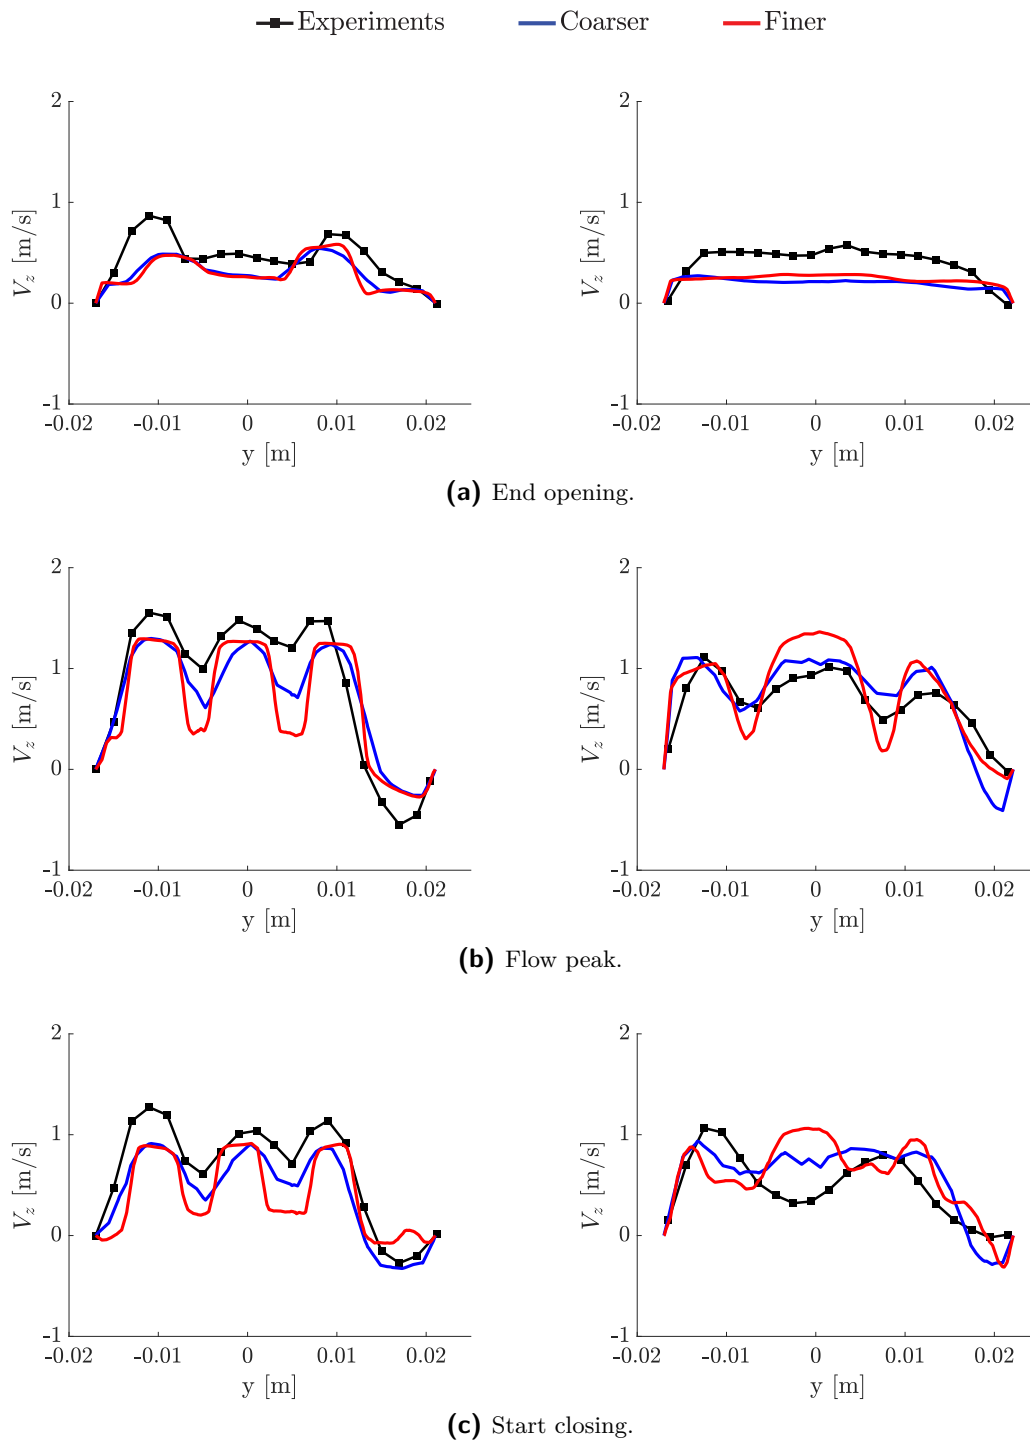 Experiments Coarser Finer
2 2
1 1
0 0
-1 -1
V_z [m/s] V_z [m/s]
-0.02 -0.01 0 0.01 0.02 -0.02 -0.01 0 0.01 0.02
y [m] y [m]
(a) End opening.
2 2
1 1
0 0
-1 -1
V_z [m/s] V_z [m/s]
-0.02 -0.01 0 0.01 0.02 -0.02 -0.01 0 0.01 0.02
y [m] y [m]
(b) Flow peak.
2 2
1 1
0 0
-1 -1
V_z [m/s] V_z [m/s]
-0.02 -0.01 0 0.01 0.02 -0.02 -0.01 0 0.01 0.02
y [m] y [m]
(c) Start closing.